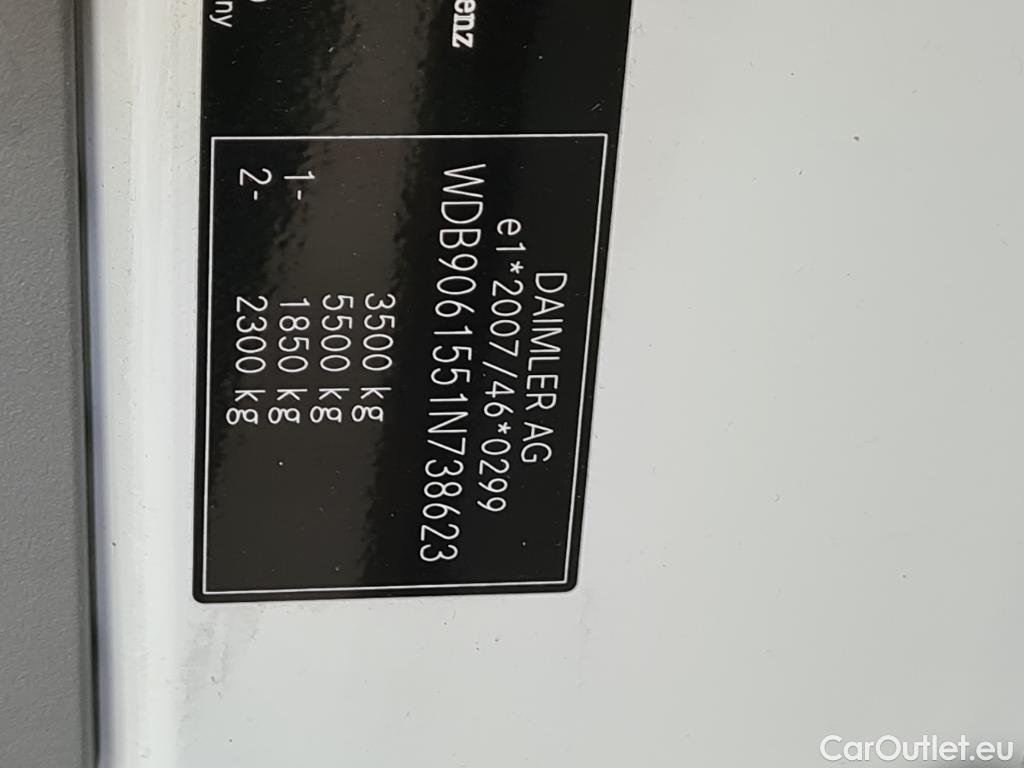 enz
ny
DAIMLER AG
e1*2007/46*0299
WDB9061551N738623
3500 kg
5500 kg
1- 1850 kg
2- 2300 kg
CarOutlet.eu